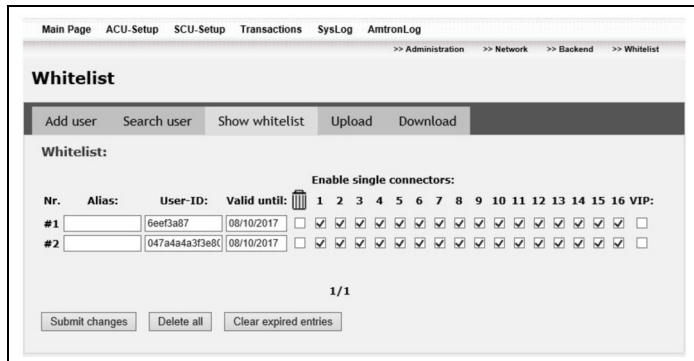 Main Page ACU-Setup SCU-Setup Transactions SysLog AmtronLog
>> Administration >> Network >> Backend >> Whitelist
Whitelist
Add user Search user Show whitelist Upload Download
Whitelist:
Enable single connectors:
Nr. Alias: User-ID: Valid until: 1 2 3 4 5 6 7 8 9 10 11 12 13 14 15 16 VIP:
#1 6eef3a87 08/10/2017
#2 047a4a4a3f3e80 08/10/2017
1/1
Submit changes Delete all Clear expired entries